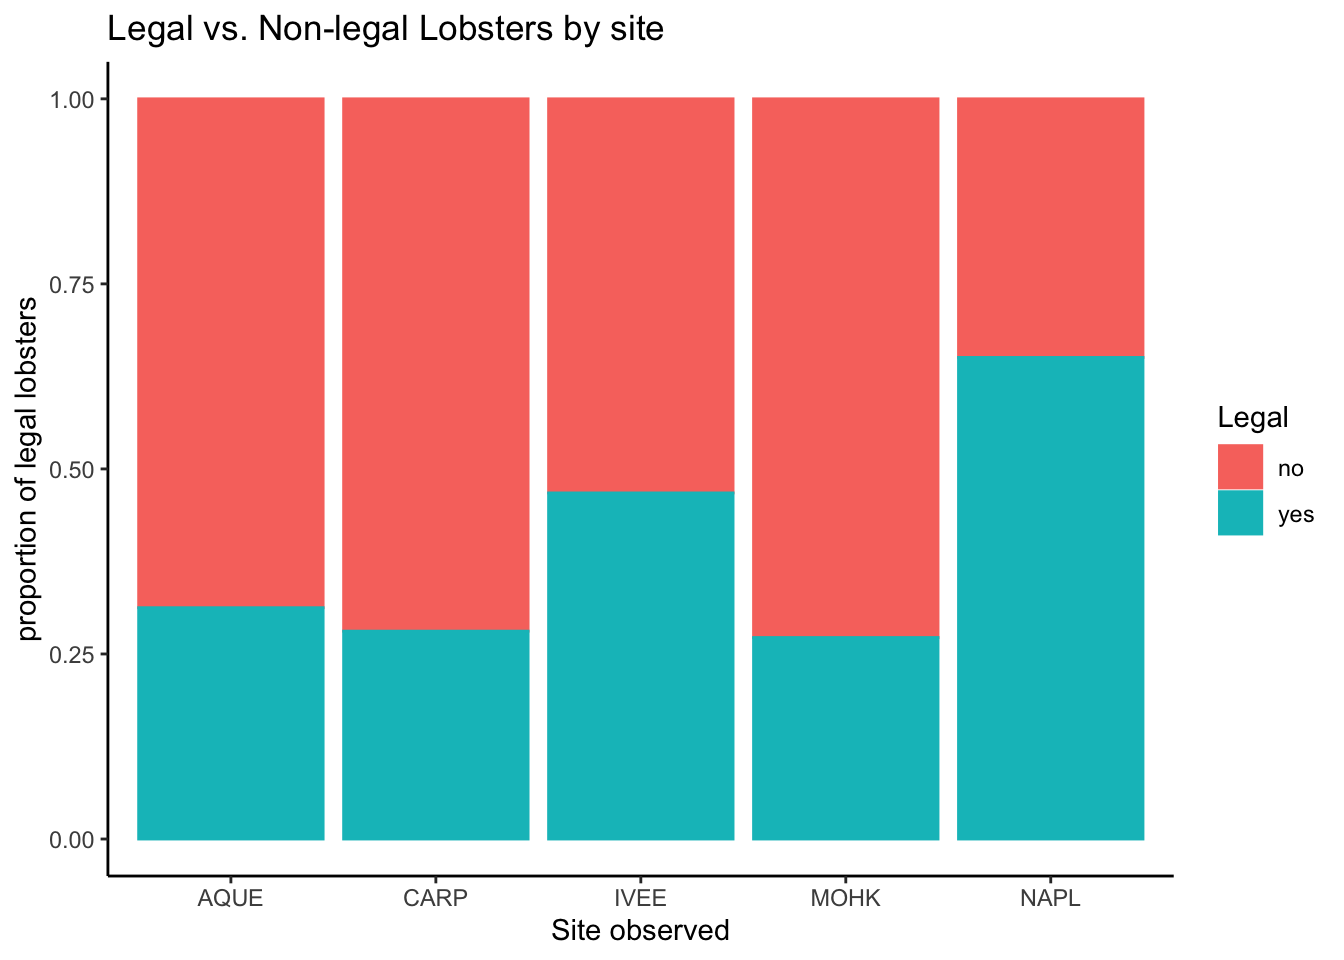 Legal vs. Non-legal Lobsters by site
proportion of legal lobsters
1.00
0.75
0.50
0.25
0.00
AQUE
CARP
IVEE
MOHK
NAPL
Site observed
Legal
no
yes